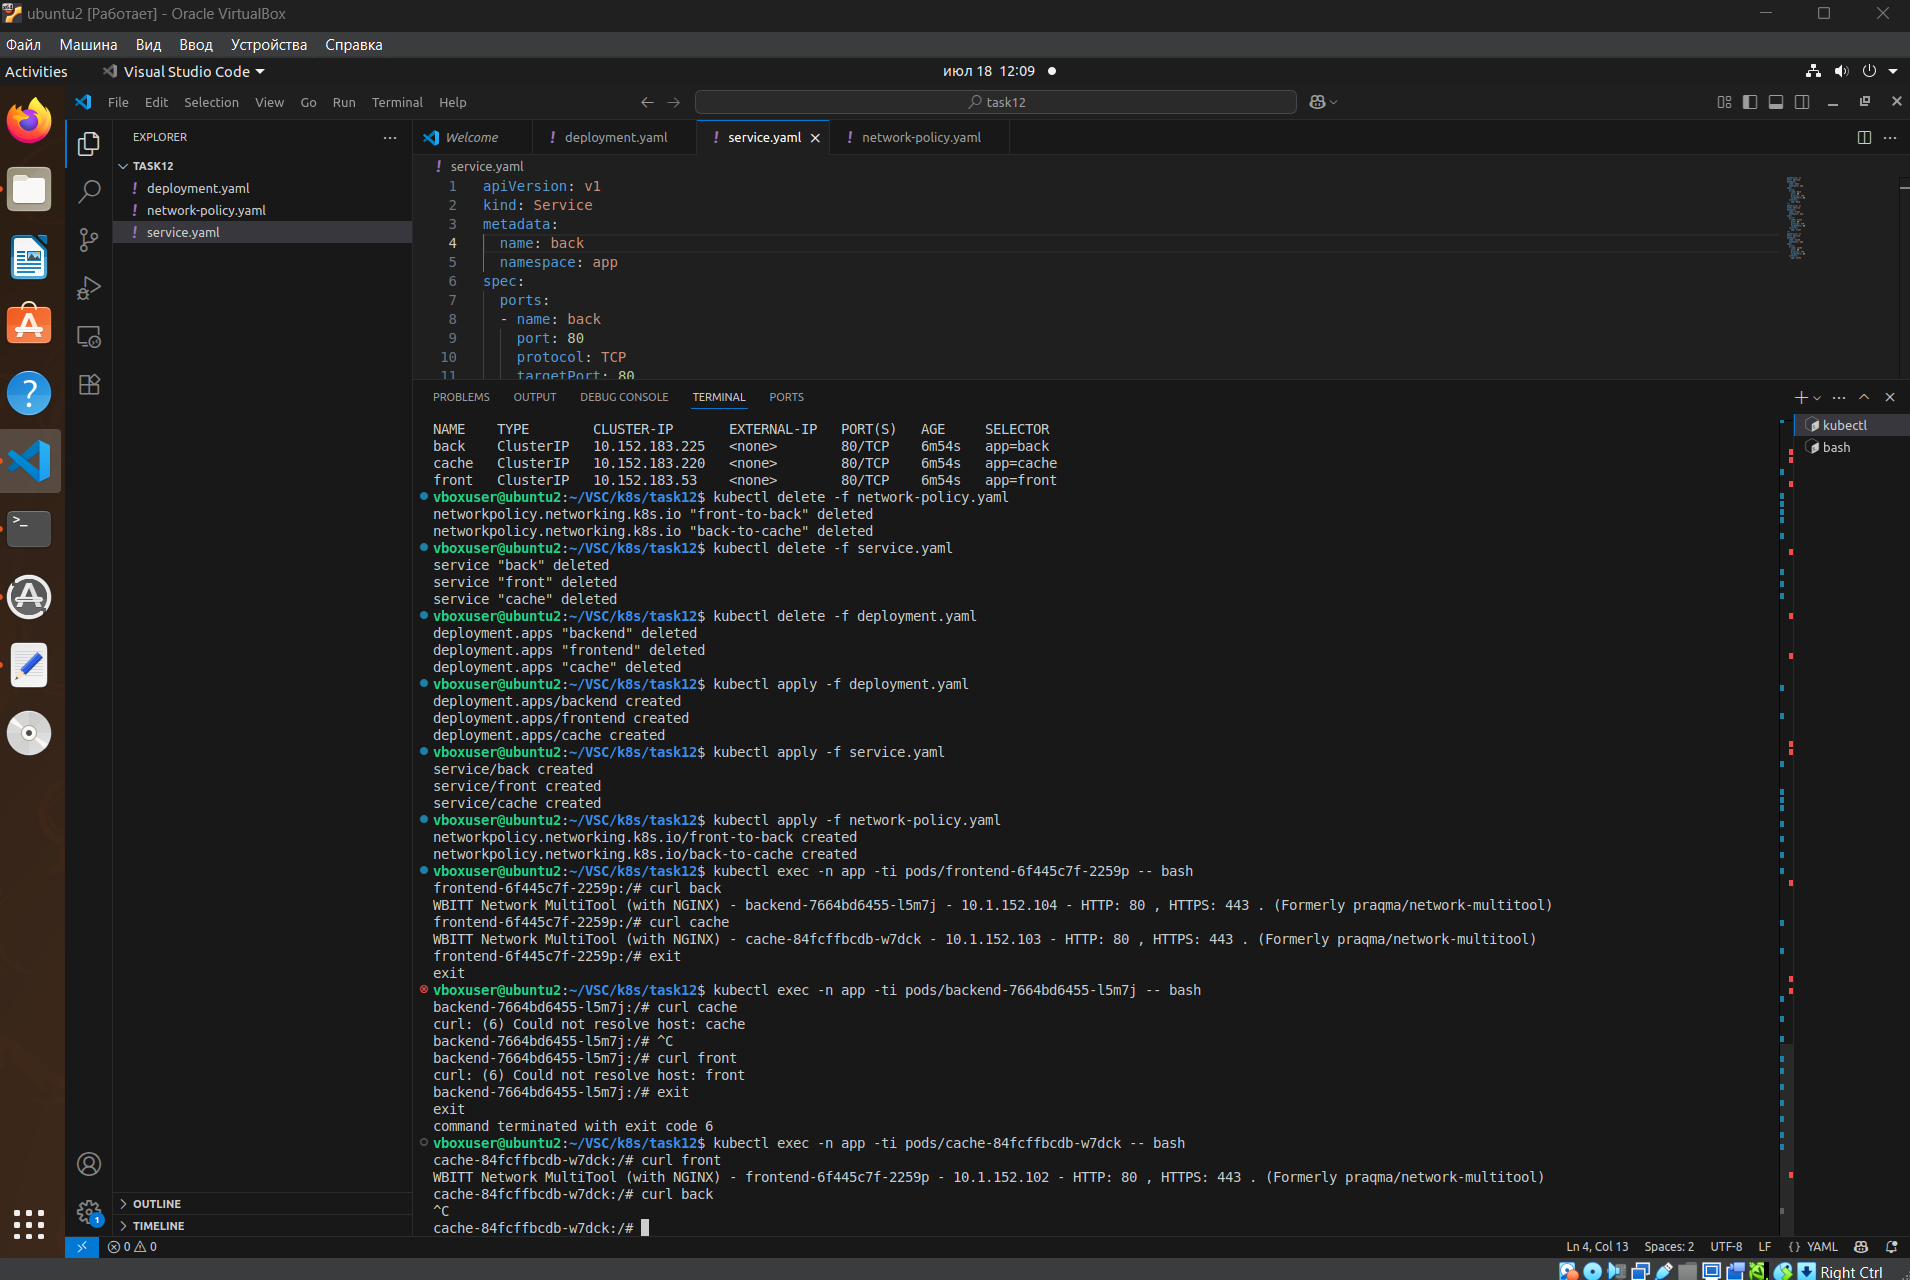 ubuntu2 [Работает] - Oracle VirtualBox
Файл Машина Вид Ввод Устройства Справка
Activities Visual Studio Code июл 18 12:09
File Edit Selection View Go Run Terminal Help task12
EXPLORER
TASK12
deployment.yaml
network-policy.yaml
service.yaml
OUTLINE
TIMELINE
Welcome ! deployment.yaml ! service.yaml ! network-policy.yaml
! service.yaml
1 apiVersion: v1
2 kind: Service
3 metadata:
4 name: back
5 namespace: app
6 spec:
7 ports:
8 - name: back
9 port: 80
10 protocol: TCP
11 targetPort: 80
PROBLEMS OUTPUT DEBUG CONSOLE TERMINAL PORTS
kubectl
bash
NAME TYPE CLUSTER-IP EXTERNAL-IP PORT(S) AGE SELECTOR
back ClusterIP 10.152.183.225 <none> 80/TCP 6m54s app=back
cache ClusterIP 10.152.183.220 <none> 80/TCP 6m54s app=cache
front ClusterIP 10.152.183.53 <none> 80/TCP 6m54s app=front
vboxuser@ubuntu2:~/VSC/k8s/task12$ kubectl delete -f network-policy.yaml
networkpolicy.networking.k8s.io "front-to-back" deleted
networkpolicy.networking.k8s.io "back-to-cache" deleted
vboxuser@ubuntu2:~/VSC/k8s/task12$ kubectl delete -f service.yaml
service "back" deleted
service "front" deleted
service "cache" deleted
vboxuser@ubuntu2:~/VSC/k8s/task12$ kubectl delete -f deployment.yaml
deployment.apps "backend" deleted
deployment.apps "frontend" deleted
deployment.apps "cache" deleted
vboxuser@ubuntu2:~/VSC/k8s/task12$ kubectl apply -f deployment.yaml
deployment.apps/backend created
deployment.apps/frontend created
deployment.apps/cache created
vboxuser@ubuntu2:~/VSC/k8s/task12$ kubectl apply -f service.yaml
service/back created
service/front created
service/cache created
vboxuser@ubuntu2:~/VSC/k8s/task12$ kubectl apply -f network-policy.yaml
networkpolicy.networking.k8s.io/front-to-back created
networkpolicy.networking.k8s.io/back-to-cache created
vboxuser@ubuntu2:~/VSC/k8s/task12$ kubectl exec -n app -ti pods/frontend-6f445c7f-2259p -- bash
frontend-6f445c7f-2259p:/# curl back
WBITT Network MultiTool (with NGINX) - backend-7664bd6455-l5m7j - 10.1.152.104 - HTTP: 80 , HTTPS: 443 . (Formerly praqma/network-multitool)
frontend-6f445c7f-2259p:/# curl cache
WBITT Network MultiTool (with NGINX) - cache-84fcffbcdb-w7dck - 10.1.152.103 - HTTP: 80 , HTTPS: 443 . (Formerly praqma/network-multitool)
frontend-6f445c7f-2259p:/# exit
exit
vboxuser@ubuntu2:~/VSC/k8s/task12$ kubectl exec -n app -ti pods/backend-7664bd6455-l5m7j -- bash
backend-7664bd6455-l5m7j:/# curl cache
curl: (6) Could not resolve host: cache
backend-7664bd6455-l5m7j:/# ^C
backend-7664bd6455-l5m7j:/# curl front
curl: (6) Could not resolve host: front
backend-7664bd6455-l5m7j:/# exit
exit
command terminated with exit code 6
vboxuser@ubuntu2:~/VSC/k8s/task12$ kubectl exec -n app -ti pods/cache-84fcffbcdb-w7dck -- bash
cache-84fcffbcdb-w7dck:/# curl front
WBITT Network MultiTool (with NGINX) - frontend-6f445c7f-2259p - 10.1.152.102 - HTTP: 80 , HTTPS: 443 . (Formerly praqma/network-multitool)
cache-84fcffbcdb-w7dck:/# curl back
^C
cache-84fcffbcdb-w7dck:/#
0 0 Ln 4, Col 13 Spaces: 2 UTF-8 LF {} YAML
Right Ctrl